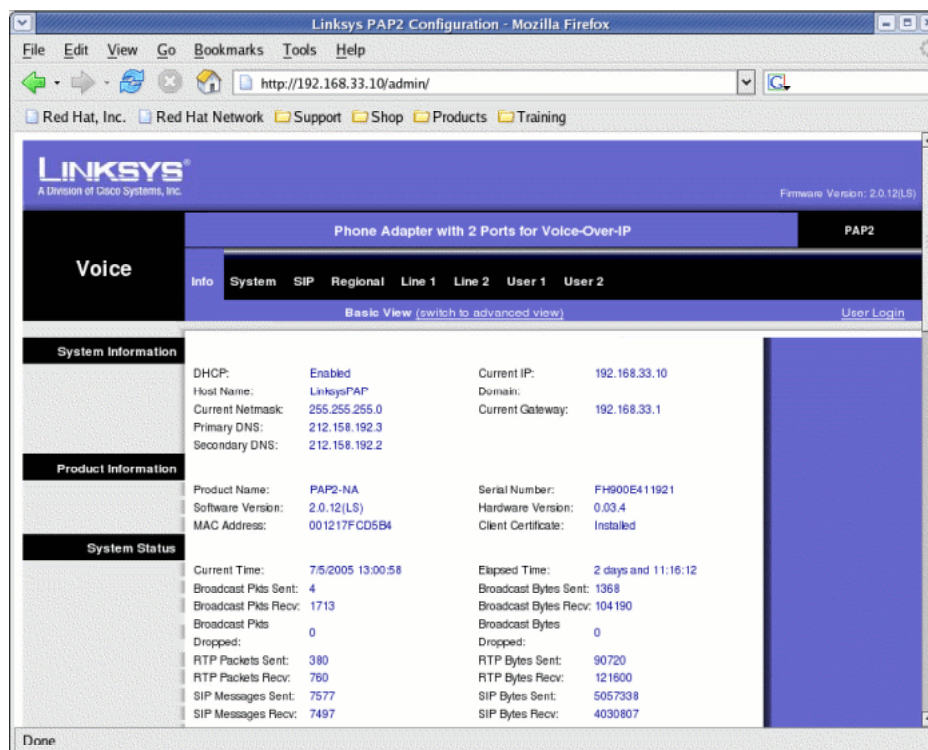 Linksys PAP2 Configuration - Mozilla Firefox
File Edit View Go Bookmarks Tools Help
http://192.168.33.10/admin/
G
Red Hat, Inc. Red Hat Network Support Shop Products Training
LINKSYS®
A Division of Cisco Systems, Inc.
Firmware Version: 2.0.12(LS)
Phone Adapter with 2 Ports for Voice-Over-IP PAP2
Voice
Info System SIP Regional Line 1 Line 2 User 1 User 2
Basic View (switch to advanced view) User Login
System Information
DHCP: Enabled Current IP: 192.168.33.10
Host Name: LinksysPAP Domain:
Current Netmask: 255.255.255.0 Current Gateway: 192.168.33.1
Primary DNS: 212.158.192.3
Secondary DNS: 212.158.192.2
Product Information
Product Name: PAP2-NA Serial Number: FH900E411921
Software Version: 2.0.12(LS) Hardware Version: 0.03.4
MAC Address: 001217FCD5B4 Client Certificate: Installed
System Status
Current Time: 7/5/2005 13:00:58 Elapsed Time: 2 days and 11:16:12
Broadcast Pkts Sent: 4 Broadcast Bytes Sent: 1368
Broadcast Pkts Recv: 1713 Broadcast Bytes Recv: 104190
Broadcast Pkts Dropped: 0 Broadcast Bytes Dropped: 0
RTP Packets Sent: 380 RTP Bytes Sent: 90720
RTP Packets Recv: 760 RTP Bytes Recv: 121600
SIP Messages Sent: 7577 SIP Bytes Sent: 5057338
SIP Messages Recv: 7497 SIP Bytes Recv: 4030807
Done